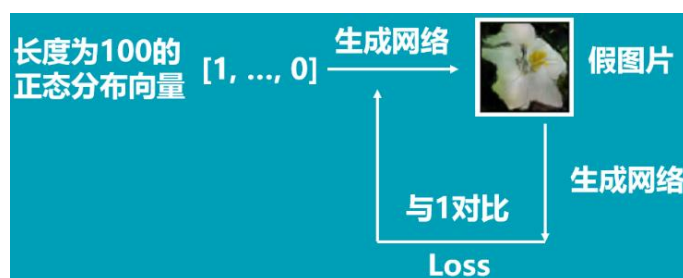 长度为100的
正态分布向量
[1, ..., 0]
生成网络
假图片
生成网络
与1对比
Loss